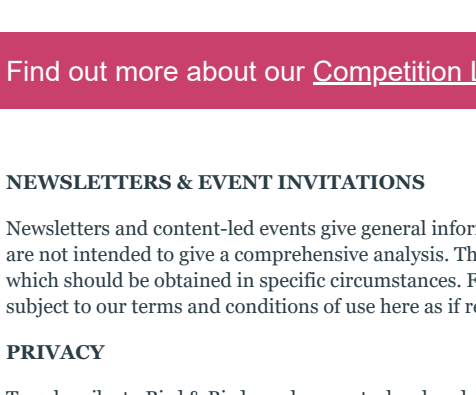 Find out more about our Competition
NEWSLETTERS & EVENT INVITATIONS
Newsletters and content-led events give general
are not intended to give a comprehensive analysis.
which should be obtained in specific circumstances.
subject to our terms and conditions of use here as if
PRIVACY